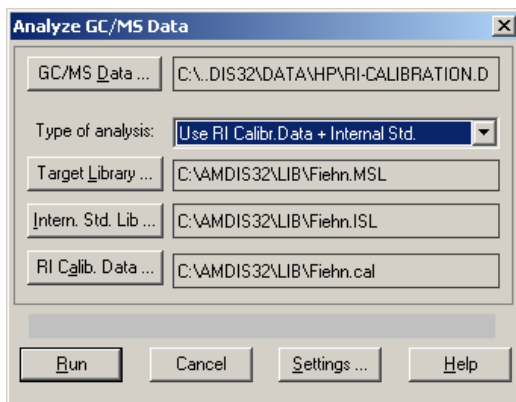 Analyze GC/MS Data
GC/MS Data ... C:\..DIS32\DATA\HP\RI-CALIBRATION.D
Type of analysis: Use RI Calibr.Data + Internal Std.
Target Library ... C:\AMDIS32\LIB\Fiehn.MSL
Intern. Std. Lib ... C:\AMDIS32\LIB\Fiehn.ISL
RI Calib. Data ... C:\AMDIS32\LIB\Fiehn.cal
Run Cancel Settings ... Help